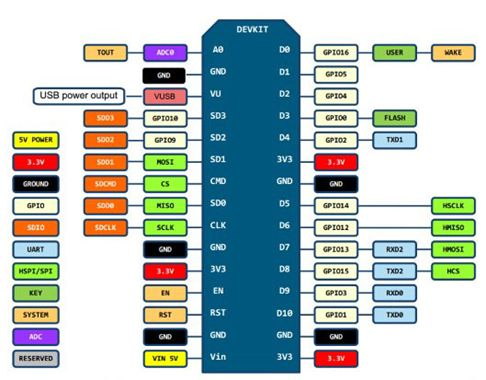 DEVKIT
TOUT ADC0 A0 D0 GPIO16 USER WAKE
GND GND D1 GPIO5
USB power output VUSB VU D2 GPIO4
SDD3 GPIO10 SD3 D3 GPIO0 FLASH
5V POWER SDD2 GPIO9 SD2 D4 GPIO2 TXD1
3.3V SDD1 MOSI SD1 3V3 3.3V
GROUND SDCMD CS CMD GND GND
GPIO SDD0 MISO SD0 D5 GPIO14 HSCLK
SDIO SDCLK SCLK CLK D6 GPIO12 HMISO
UART GND GND D7 GPIO13 RXD2 HMOSI
HSPI/SPI 3.3V 3V3 D8 GPIO15 TXD2 HCS
KEY EN EN D9 GPIO3 RXD0
SYSTEM RST RST D10 GPIO1 TXD0
ADC GND GND GND GND
RESERVED VIN 5V Vin 3V3 3.3V